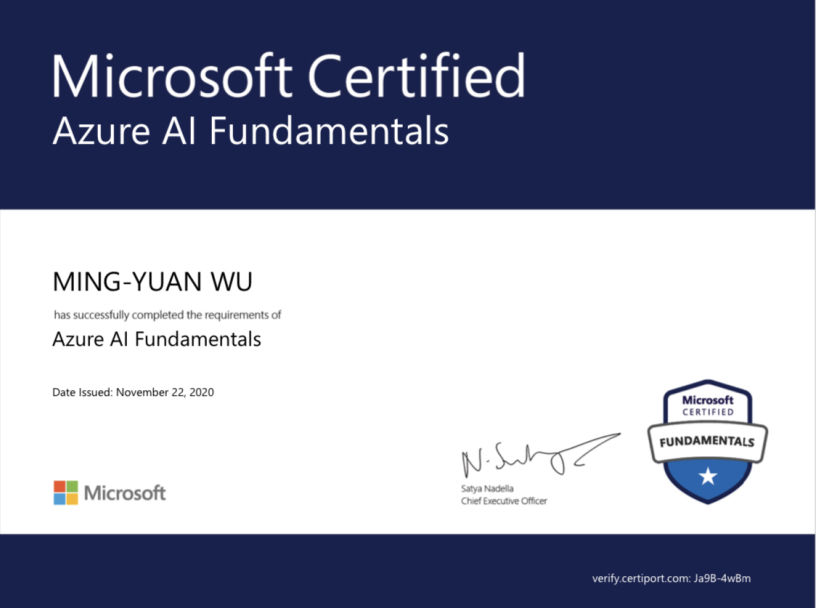 Microsoft Certified
Azure AI Fundamentals
MING-YUAN WU
has successfully completed the requirements of
Azure AI Fundamentals
Date Issued: November 22, 2020
Microsoft
CERTIFIED
FUNDAMENTALS
N. Satya
Satya Nadella
Chief Executive Officer
Microsoft
verify.certiport.com: Ja9B-4wBm